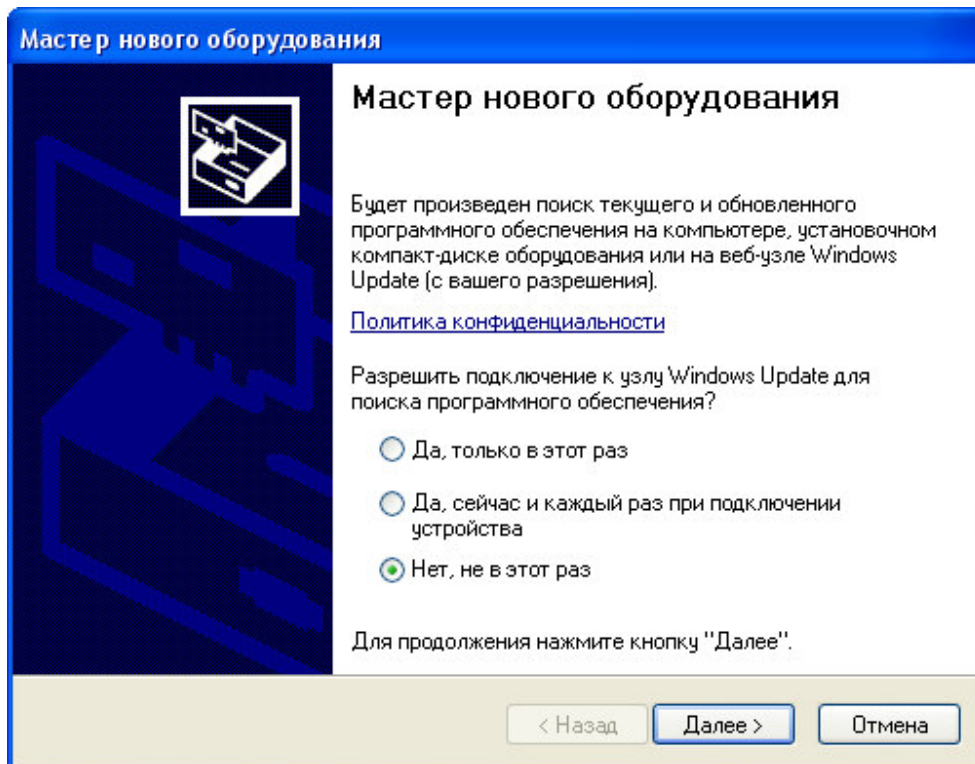 Мастер нового оборудования
Мастер нового оборудования
Будет произведен поиск текущего и обновленного
программного обеспечения на компьютере, установочном
компакт-диске оборудования или на веб-узле Windows
Update (с вашего разрешения).
Политика конфиденциальности
Разрешить подключение к узлу Windows Update для
поиска программного обеспечения?
Да, только в этот раз
Да, сейчас и каждый раз при подключении
устройства
Нет, не в этот раз
Для продолжения нажмите кнопку "Далее".
< Назад Далее > Отмена